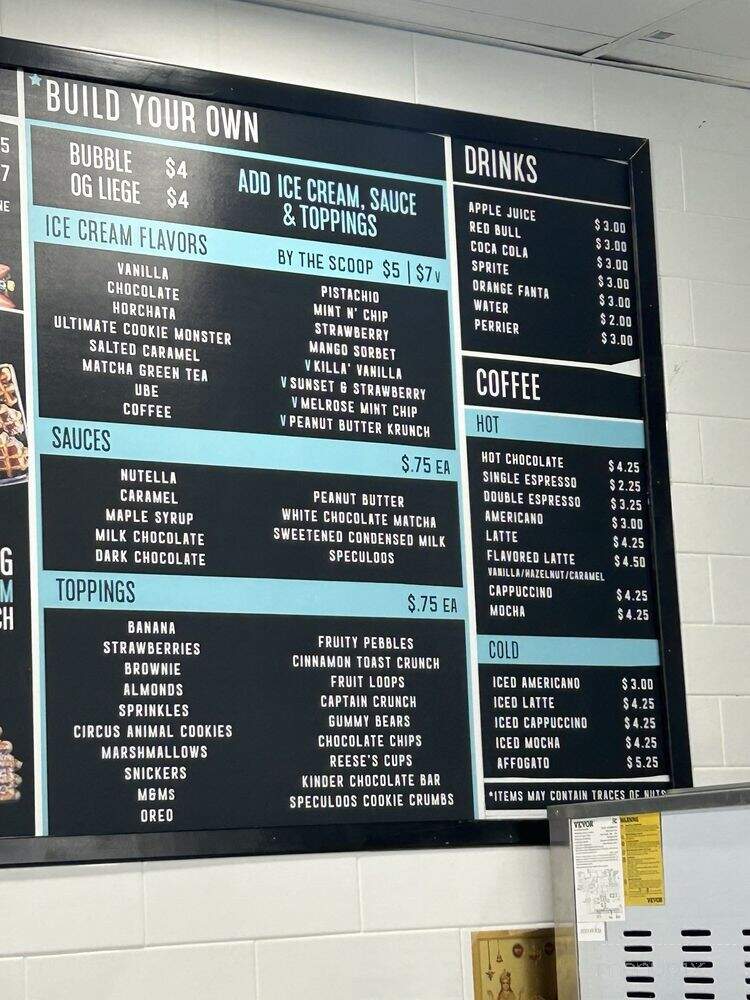 BUILD YOUR OWN
BUBBLE $4
OG LIEGE $4
ADD ICE CREAM, SAUCE
& TOPPINGS
ICE CREAM FLAVORS
BY THE SCOOP $5 | $7 V
VANILLA
CHOCOLATE
HORCHATA
ULTIMATE COOKIE MONSTER
SALTED CARAMEL
MATCHA GREEN TEA
UBE
COFFEE
PISTACHIO
MINT N' CHIP
STRAWBERRY
MANGO SORBET
V KILLA' VANILLA
V SUNSET & STRAWBERRY
V MELROSE MINT CHIP
V PEANUT BUTTER KRUNCH
SAUCES
$.75 EA
NUTELLA
CARAMEL
MAPLE SYRUP
MILK CHOCOLATE
DARK CHOCOLATE
PEANUT BUTTER
WHITE CHOCOLATE MATCHA
SWEETENED CONDENSED MILK
SPECULOOS
TOPPINGS
$.75 EA
BANANA
STRAWBERRIES
BROWNIE
ALMONDS
SPRINKLES
CIRCUS ANIMAL COOKIES
MARSHMALLOWS
SNICKERS
M&MS
OREO
FRUITY PEBBLES
CINNAMON TOAST CRUNCH
FRUIT LOOPS
CAPTAIN CRUNCH
GUMMY BEARS
CHOCOLATE CHIPS
REESE'S CUPS
KINDER CHOCOLATE BAR
SPECULOOS COOKIE CRUMBS
DRINKS
APPLE JUICE $3.00
RED BULL $3.00
COCA COLA $3.00
SPRITE $3.00
ORANGE FANTA $3.00
WATER $2.00
PERRIER $3.00
COFFEE
HOT
HOT CHOCOLATE $4.25
SINGLE ESPRESSO $2.25
DOUBLE ESPRESSO $3.25
AMERICANO $3.00
LATTE $4.25
FLAVORED LATTE $4.50
VANILLA/HAZELNUT/CARAMEL
CAPPUCCINO $4.25
MOCHA $4.25
COLD
ICED AMERICANO $3.00
ICED LATTE $4.25
ICED CAPPUCCINO $4.25
ICED MOCHA $4.25
AFFOGATO $5.25
*ITEMS MAY CONTAIN TRACES OF NUTS
VEVOR
WARNING
VEVOR